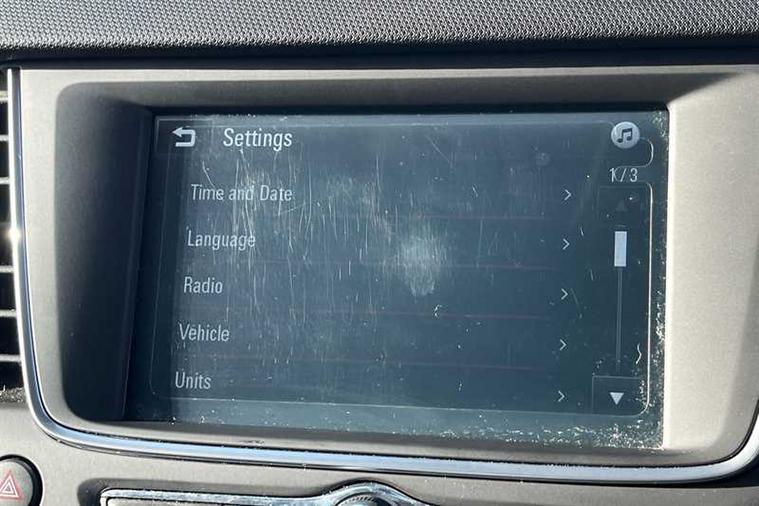 Settings
1/3
Time and Date
Language
Radio
Vehicle
Units